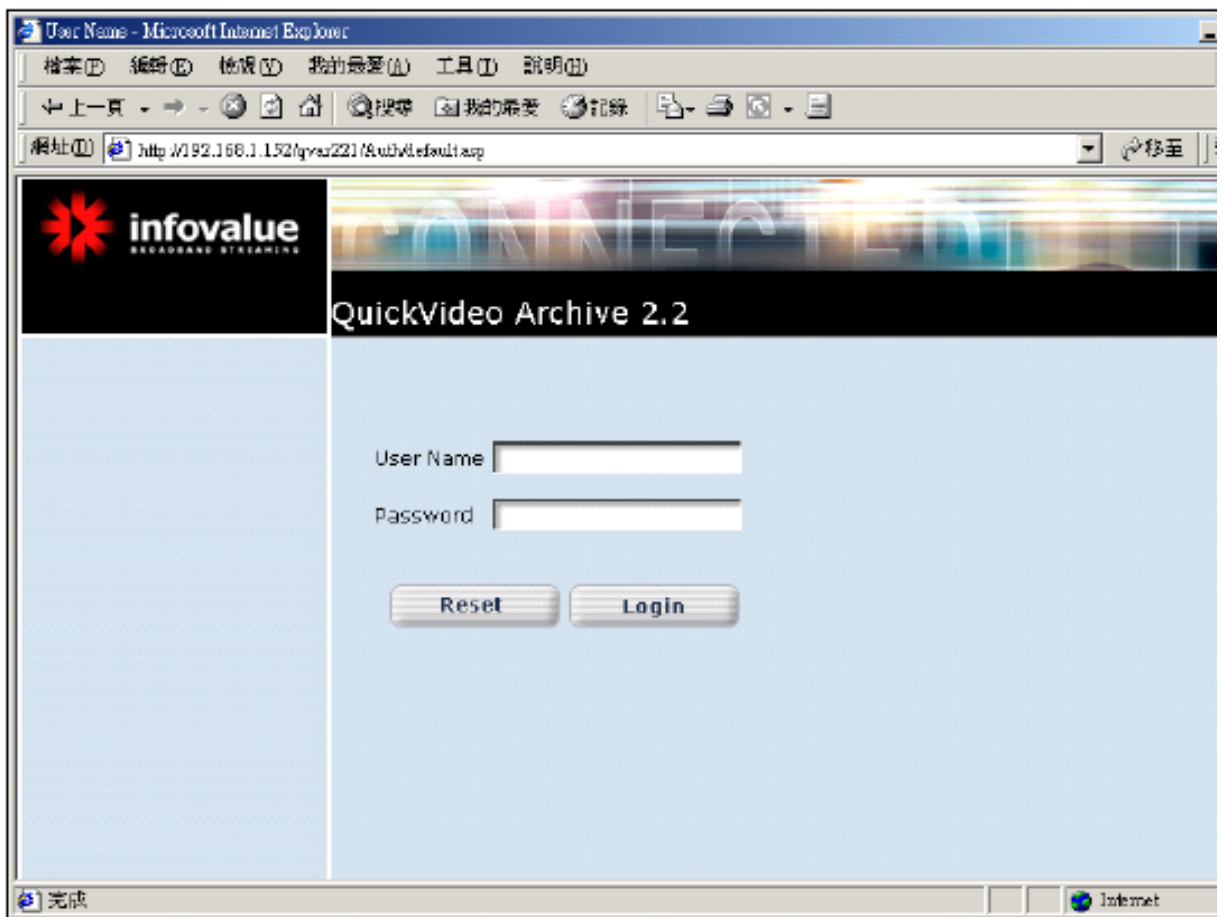 User Name - Microsoft Internet Explorer
檔案(F) 編輯(E) 檢視(V) 我的最愛(A) 工具(T) 說明(H)
上一頁 搜尋 我的最愛 記錄
網址(D) http://192.168.1.152/qvar221/Auth/default.asp 移至
infovalue
BROADBAND STREAMING
CONNECTED
QuickVideo Archive 2.2
User Name
Password
Reset Login
完成 Internet